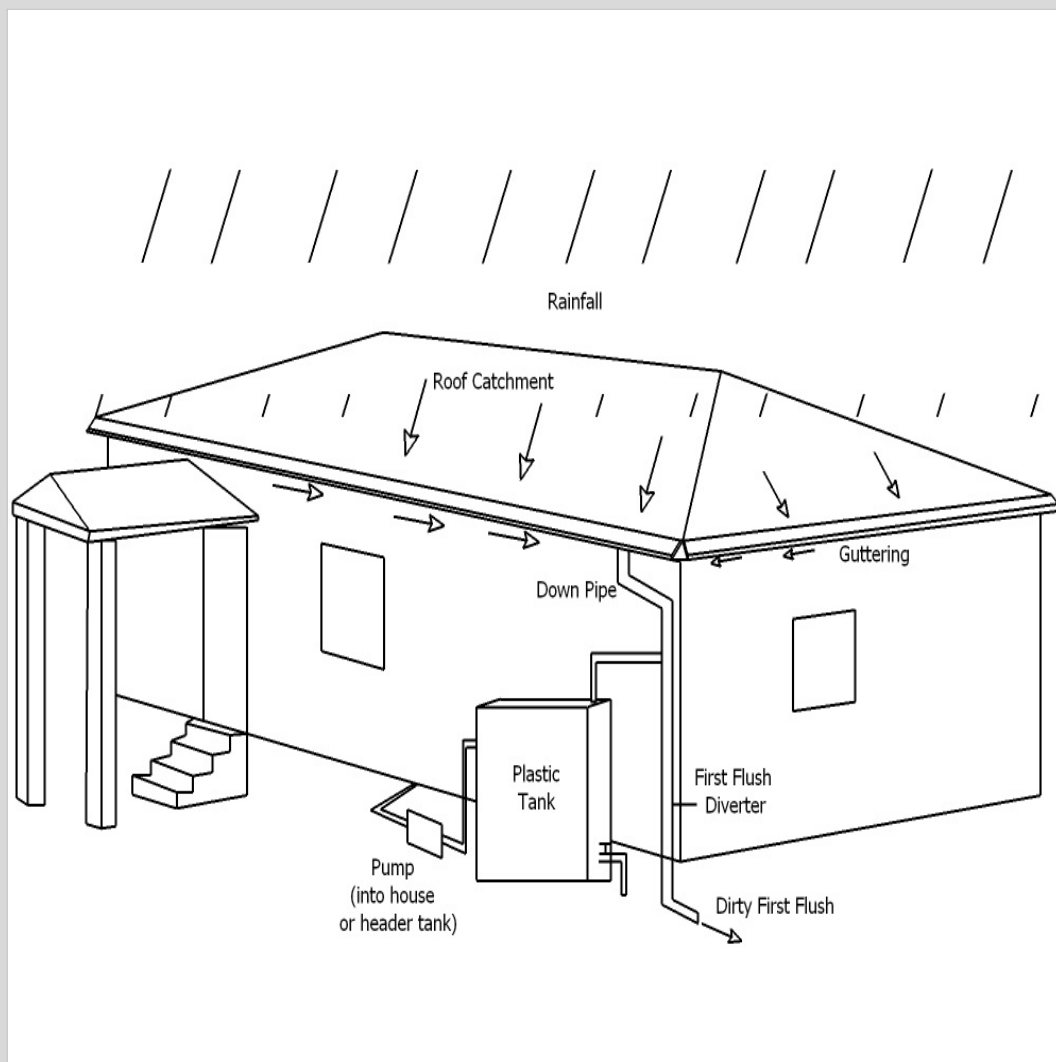 Rainfall
Roof Catchment
Guttering
Down Pipe
Plastic
Tank
First Flush
Diverter
Pump
(into house
or header tank)
Dirty First Flush